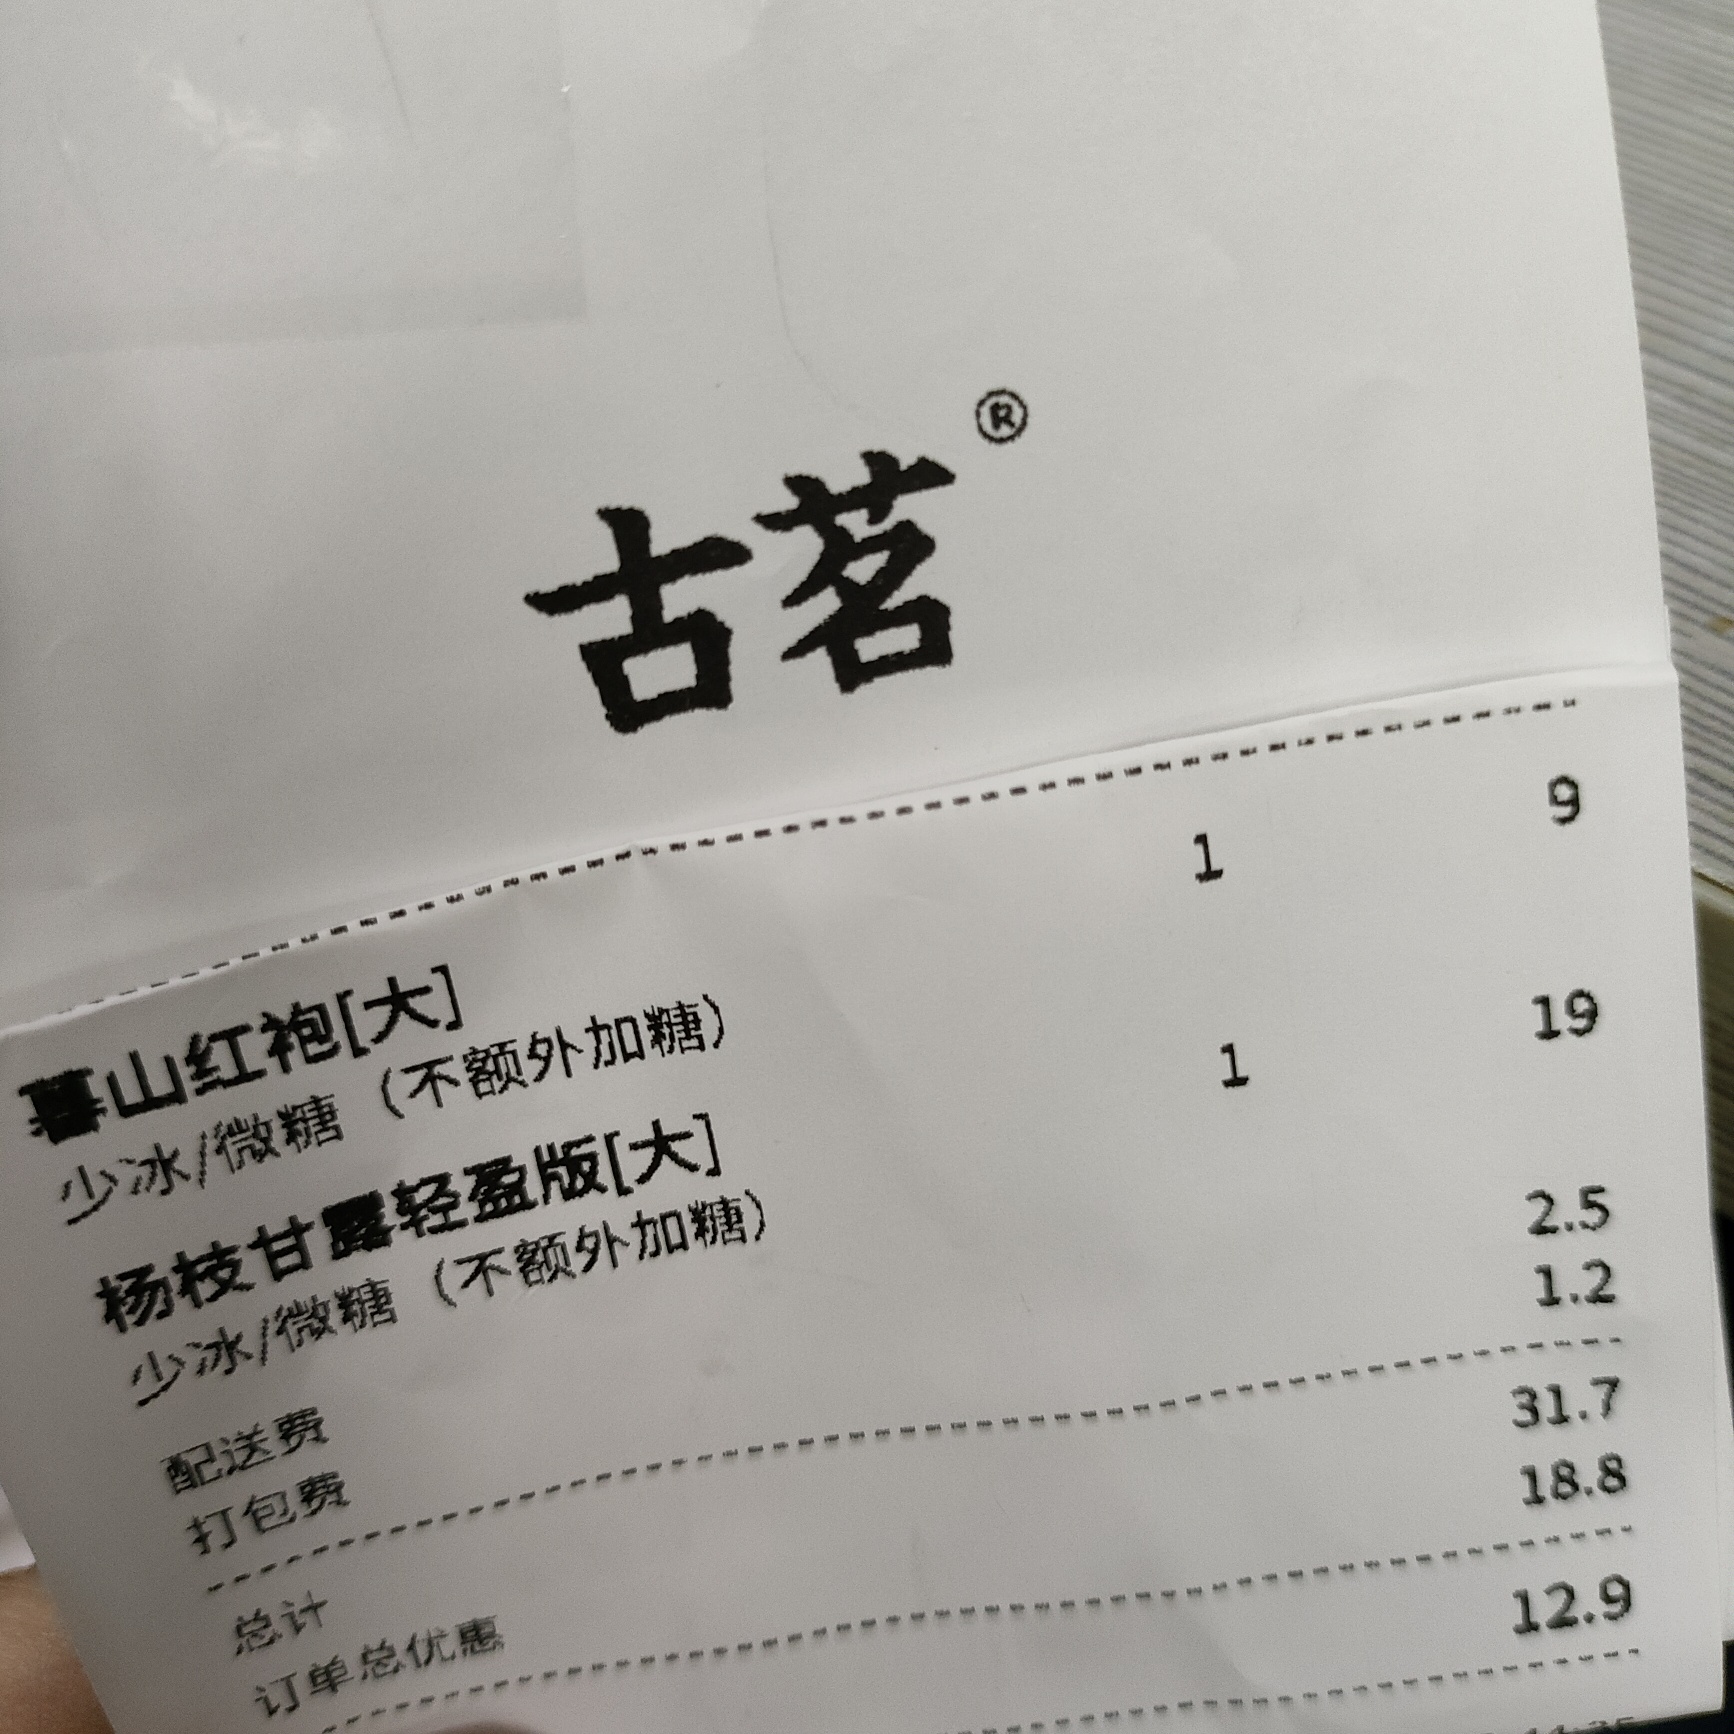 古茗®
暮山红袍[大] 1 9
少冰/微糖（不额外加糖）
杨枝甘露轻盈版[大] 1 19
少冰/微糖（不额外加糖）
配送费 2.5
打包费 1.2
总计 31.7
订单总优惠 18.8
12.9